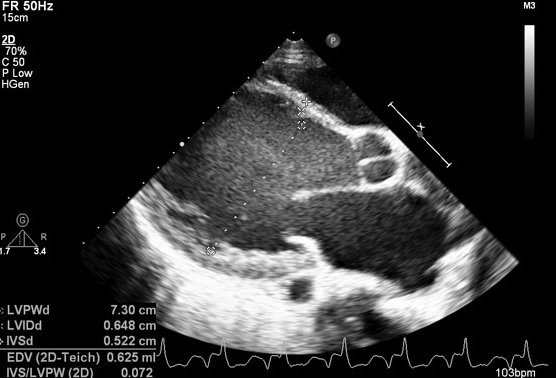 FR 50Hz
15cm
M3
2D
70%
C 50
P Low
HGen
P
G
P R
1.7 3.4
LVPWd 7.30 cm
LVIDd 0.648 cm
IVSd 0.522 cm
EDV (2D-Teich) 0.625 ml
IVS/LVPW (2D) 0.072
103bpm